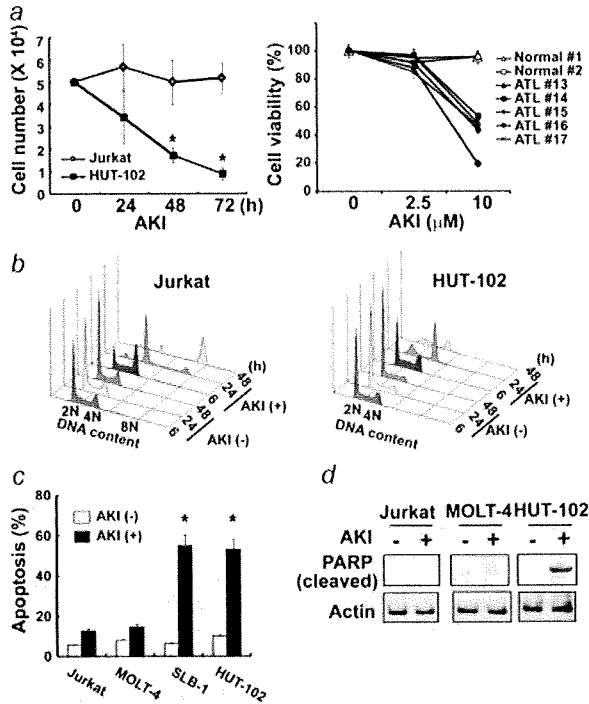 a
Cell number (X 10⁴)
7
6
5
4
3
2
1
0
Jurkat
HUT-102
*
*
0 24 48 72 (h)
AKI
Cell viability (%)
100
80
60
40
20
0
Normal #1
Normal #2
ATL #13
ATL #14
ATL #15
ATL #16
ATL #17
0 2.5 10
AKI (μM)
b
Jurkat
2N 4N 8N
DNA content
6 24 48
AKI (-)
6 24 48
AKI (+)
(h)
HUT-102
2N 4N
DNA content
6 24 48
AKI (-)
6 24 48
AKI (+)
(h)
c
Apoptosis (%)
80
60
40
20
0
AKI (-)
AKI (+)
*
*
Jurkat
MOLT-4
SLB-1
HUT-102
d
Jurkat MOLT-4 HUT-102
AKI - + - + - +
PARP
(cleaved)
Actin